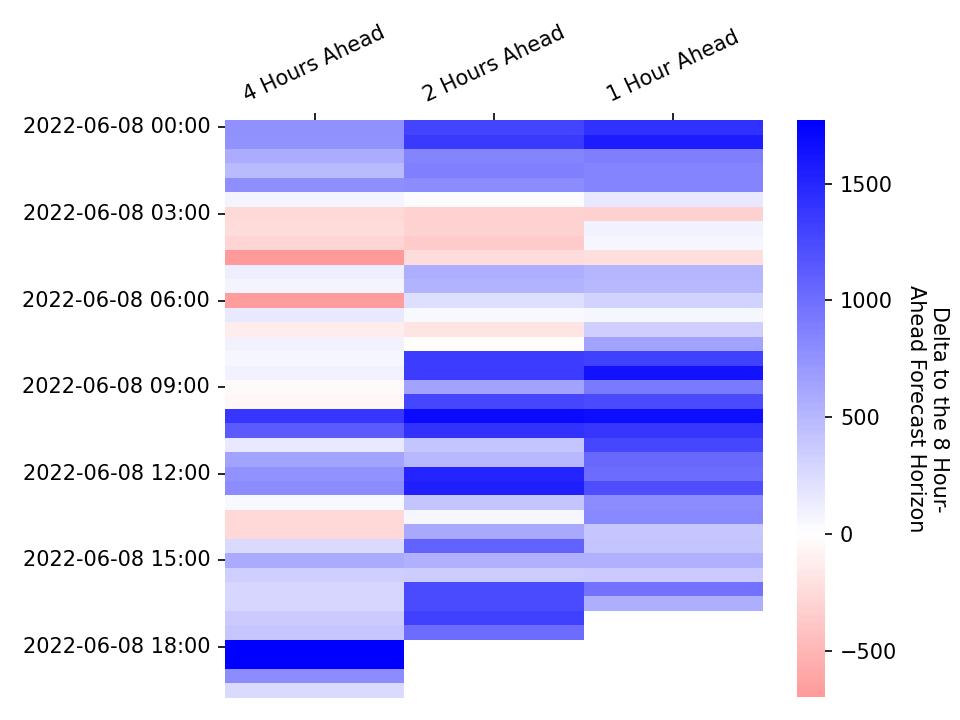 4 Hours Ahead
2 Hours Ahead
1 Hour Ahead
2022-06-08 00:00
2022-06-08 03:00
2022-06-08 06:00
2022-06-08 09:00
2022-06-08 12:00
2022-06-08 15:00
2022-06-08 18:00
1500
1000
500
0
−500
Delta to the 8 Hour-
Ahead Forecast Horizon